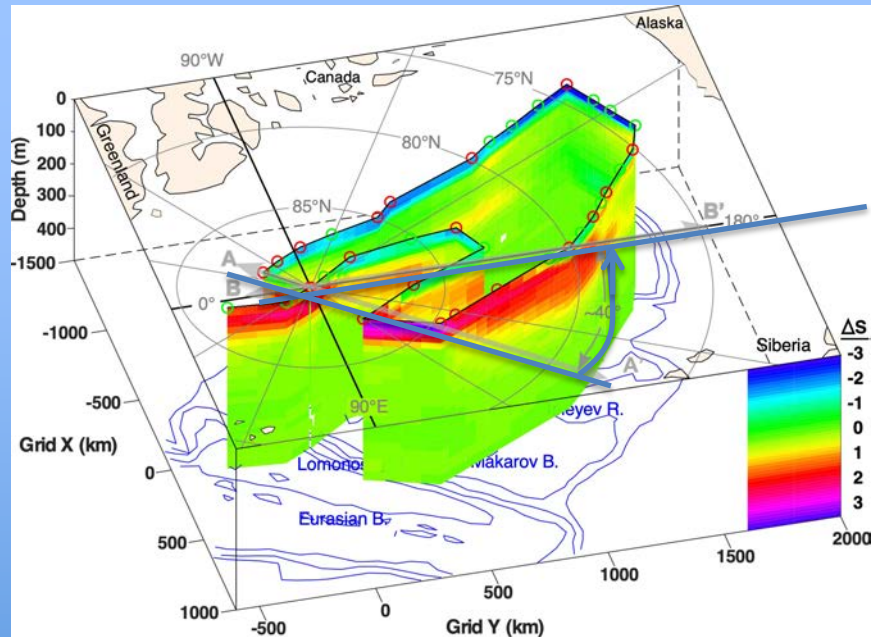 Alaska
90°W
Canada
75°N
0
100
200
300
400
Depth (m)
Greenland
80°N
85°N
B'
180°
A
B
0°
-1500
-1000
-500
0
500
1000
Grid X (km)
~40°
Siberia
A'
90°E
ΔS
-3
-2
-1
0
1
2
3
R.
Makarov B.
Eurasian B.
-500
0
500
1000
1500
2000
Grid Y (km)